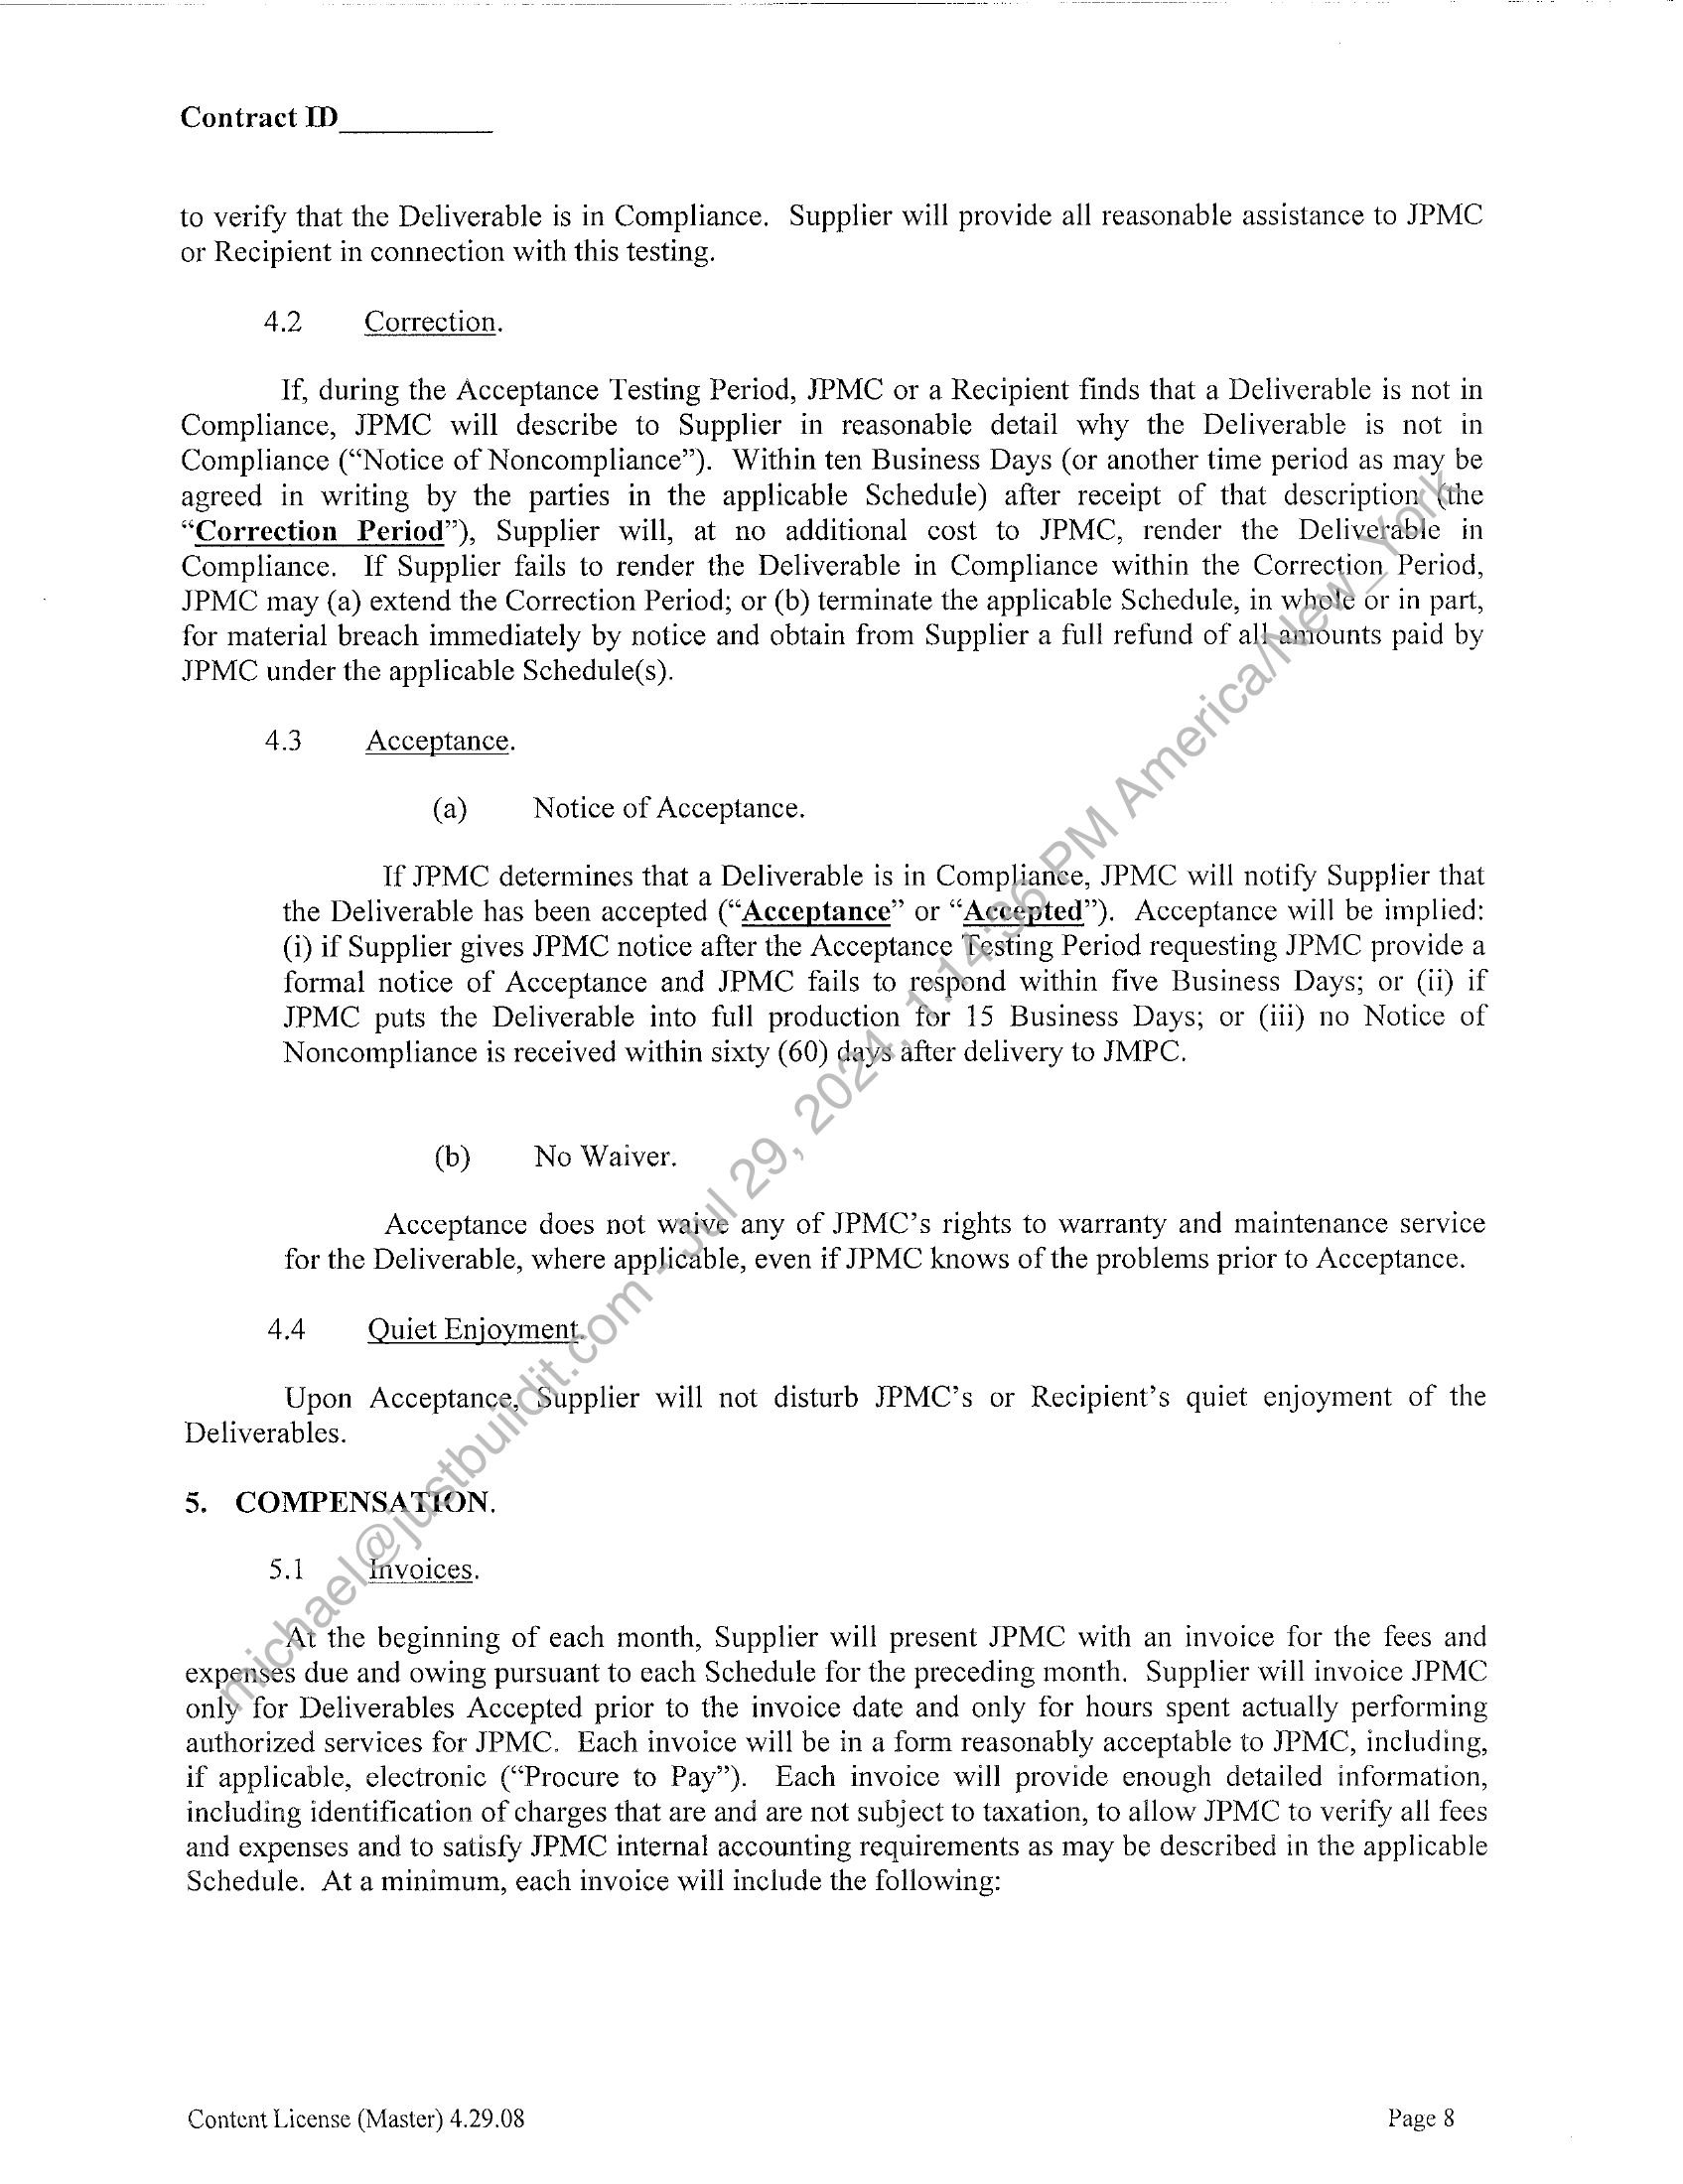 Contract ID__________
to verify that the Deliverable is in Compliance. Supplier will provide all reasonable assistance to JPMC
or Recipient in connection with this testing.
4.2 Correction.
If, during the Acceptance Testing Period, JPMC or a Recipient finds that a Deliverable is not in
Compliance, JPMC will describe to Supplier in reasonable detail why the Deliverable is not in
Compliance (“Notice of Noncompliance”). Within ten Business Days (or another time period as may be
agreed in writing by the parties in the applicable Schedule) after receipt of that description (the
“Correction Period”), Supplier will, at no additional cost to JPMC, render the Deliverable in
Compliance. If Supplier fails to render the Deliverable in Compliance within the Correction Period,
JPMC may (a) extend the Correction Period; or (b) terminate the applicable Schedule, in whole or in part,
for material breach immediately by notice and obtain from Supplier a full refund of all amounts paid by
JPMC under the applicable Schedule(s).
4.3 Acceptance.
(a) Notice of Acceptance.
If JPMC determines that a Deliverable is in Compliance, JPMC will notify Supplier that
the Deliverable has been accepted (“Acceptance” or “Accepted”). Acceptance will be implied:
(i) if Supplier gives JPMC notice after the Acceptance Testing Period requesting JPMC provide a
formal notice of Acceptance and JPMC fails to respond within five Business Days; or (ii) if
JPMC puts the Deliverable into full production for 15 Business Days; or (iii) no Notice of
Noncompliance is received within sixty (60) days after delivery to JMPC.
(b) No Waiver.
Acceptance does not waive any of JPMC’s rights to warranty and maintenance service
for the Deliverable, where applicable, even if JPMC knows of the problems prior to Acceptance.
4.4 Quiet Enjoyment.
Upon Acceptance, Supplier will not disturb JPMC’s or Recipient’s quiet enjoyment of the
Deliverables.
5. COMPENSATION.
5.1 Invoices.
At the beginning of each month, Supplier will present JPMC with an invoice for the fees and
expenses due and owing pursuant to each Schedule for the preceding month. Supplier will invoice JPMC
only for Deliverables Accepted prior to the invoice date and only for hours spent actually performing
authorized services for JPMC. Each invoice will be in a form reasonably acceptable to JPMC, including,
if applicable, electronic (“Procure to Pay”). Each invoice will provide enough detailed information,
including identification of charges that are and are not subject to taxation, to allow JPMC to verify all fees
and expenses and to satisfy JPMC internal accounting requirements as may be described in the applicable
Schedule. At a minimum, each invoice will include the following:
Content License (Master) 4.29.08 Page 8
michael@justbuildit.com - Jul 29, 2024, 1:14:36 PM America/New_York